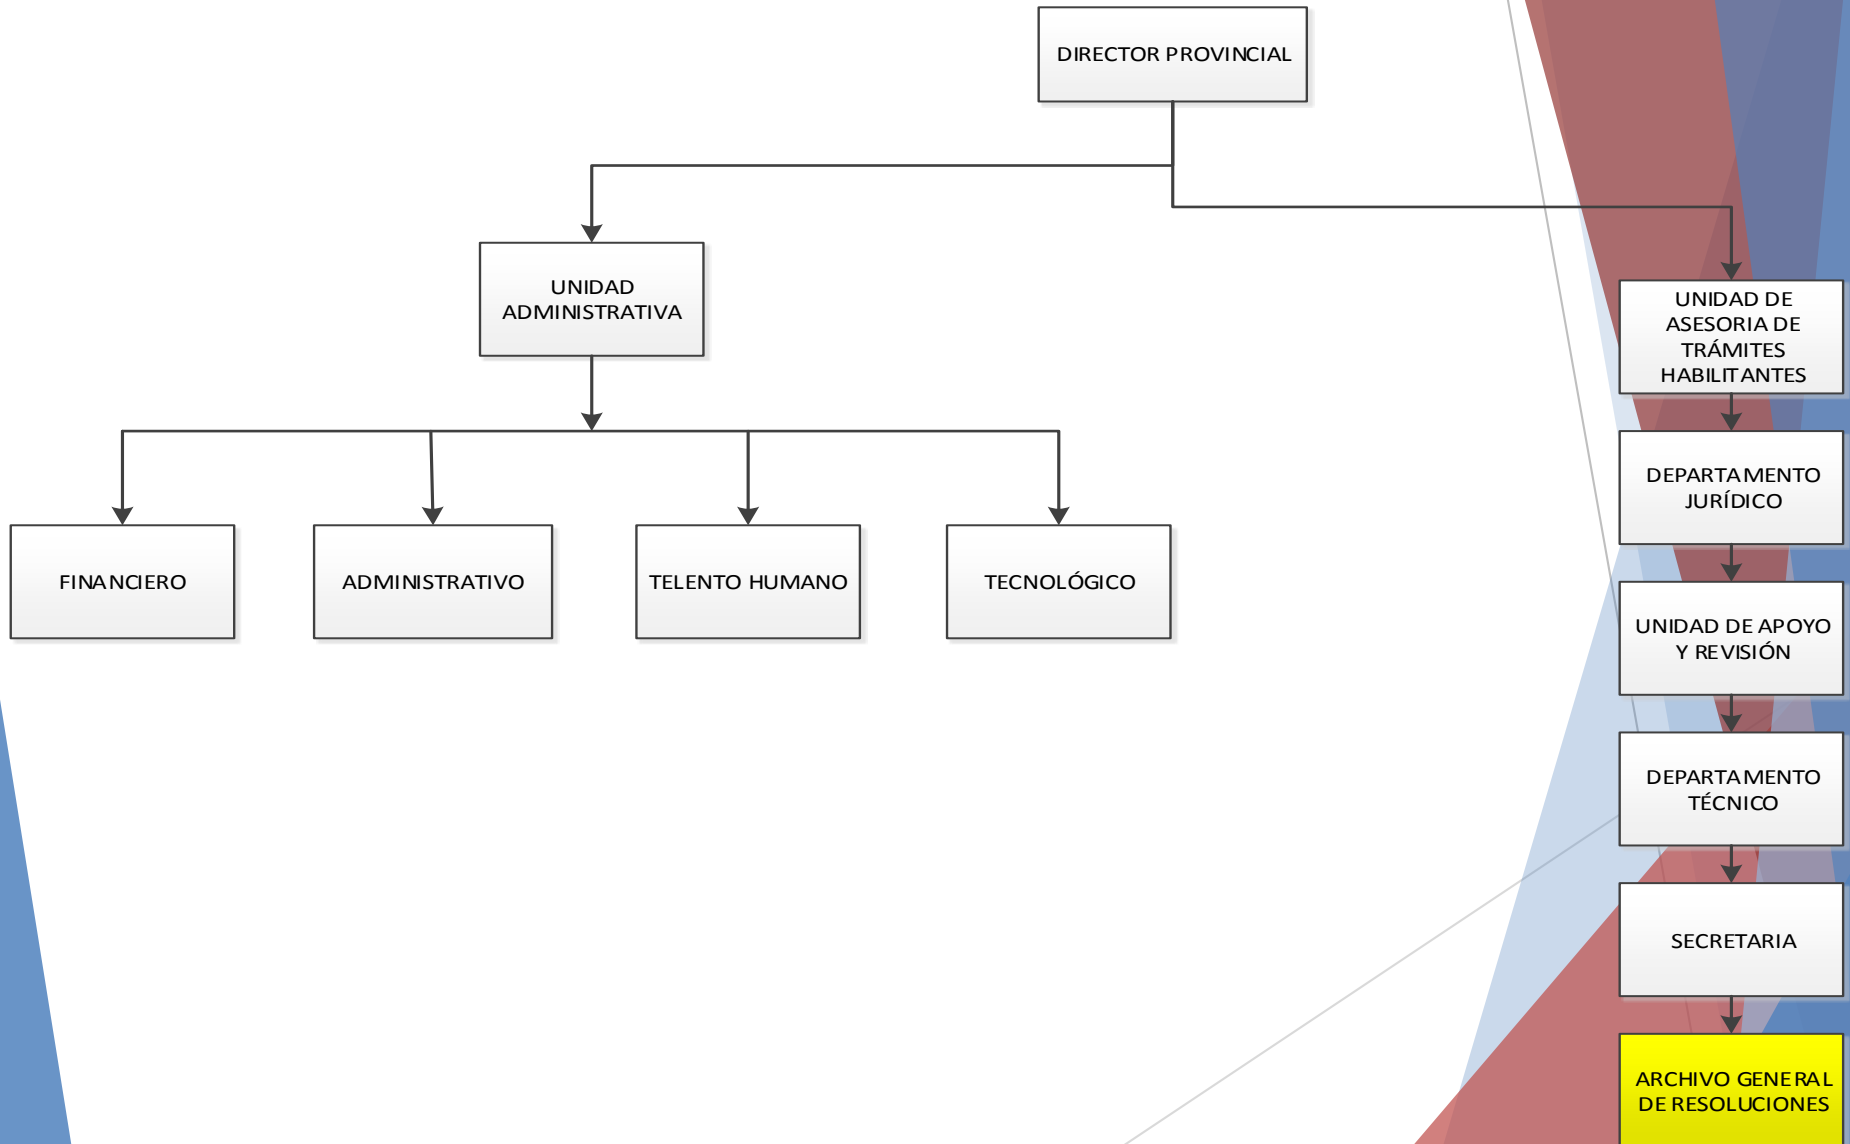 DIRECTOR PROVINCIAL
UNIDAD
ADMINISTRATIVA
FINANCIERO
ADMINISTRATIVO
TELENTO HUMANO
TECNOLÓGICO
UNIDAD DE
ASESORIA DE
TRÁMITES
HABILITANTES
DEPARTAMENTO
JURÍDICO
UNIDAD DE APOYO
Y REVISIÓN
DEPARTAMENTO
TÉCNICO
SECRETARIA
ARCHIVO GENERAL
DE RESOLUCIONES